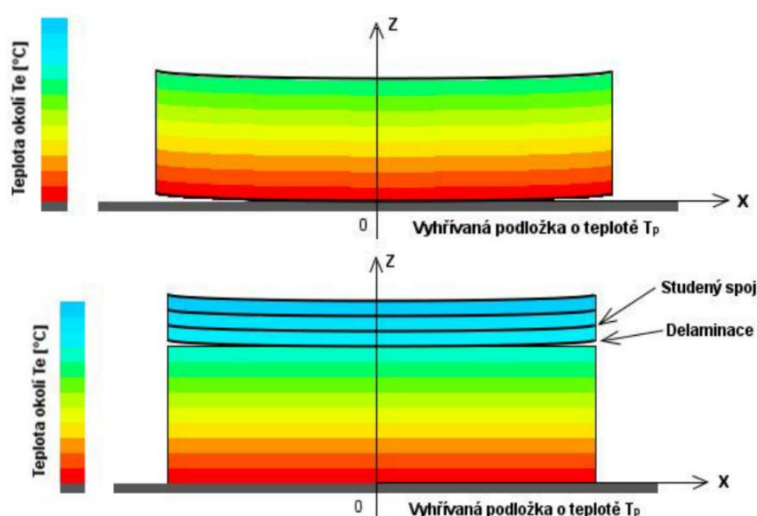 Z
Teplota okolí Te [°C]
X
0
Vyhřívaná podložka o teplotě Tp
Z
Studený spoj
Delaminace
Teplota okolí Te [°C]
X
0
Vyhřívaná podložka o teplotě Tp